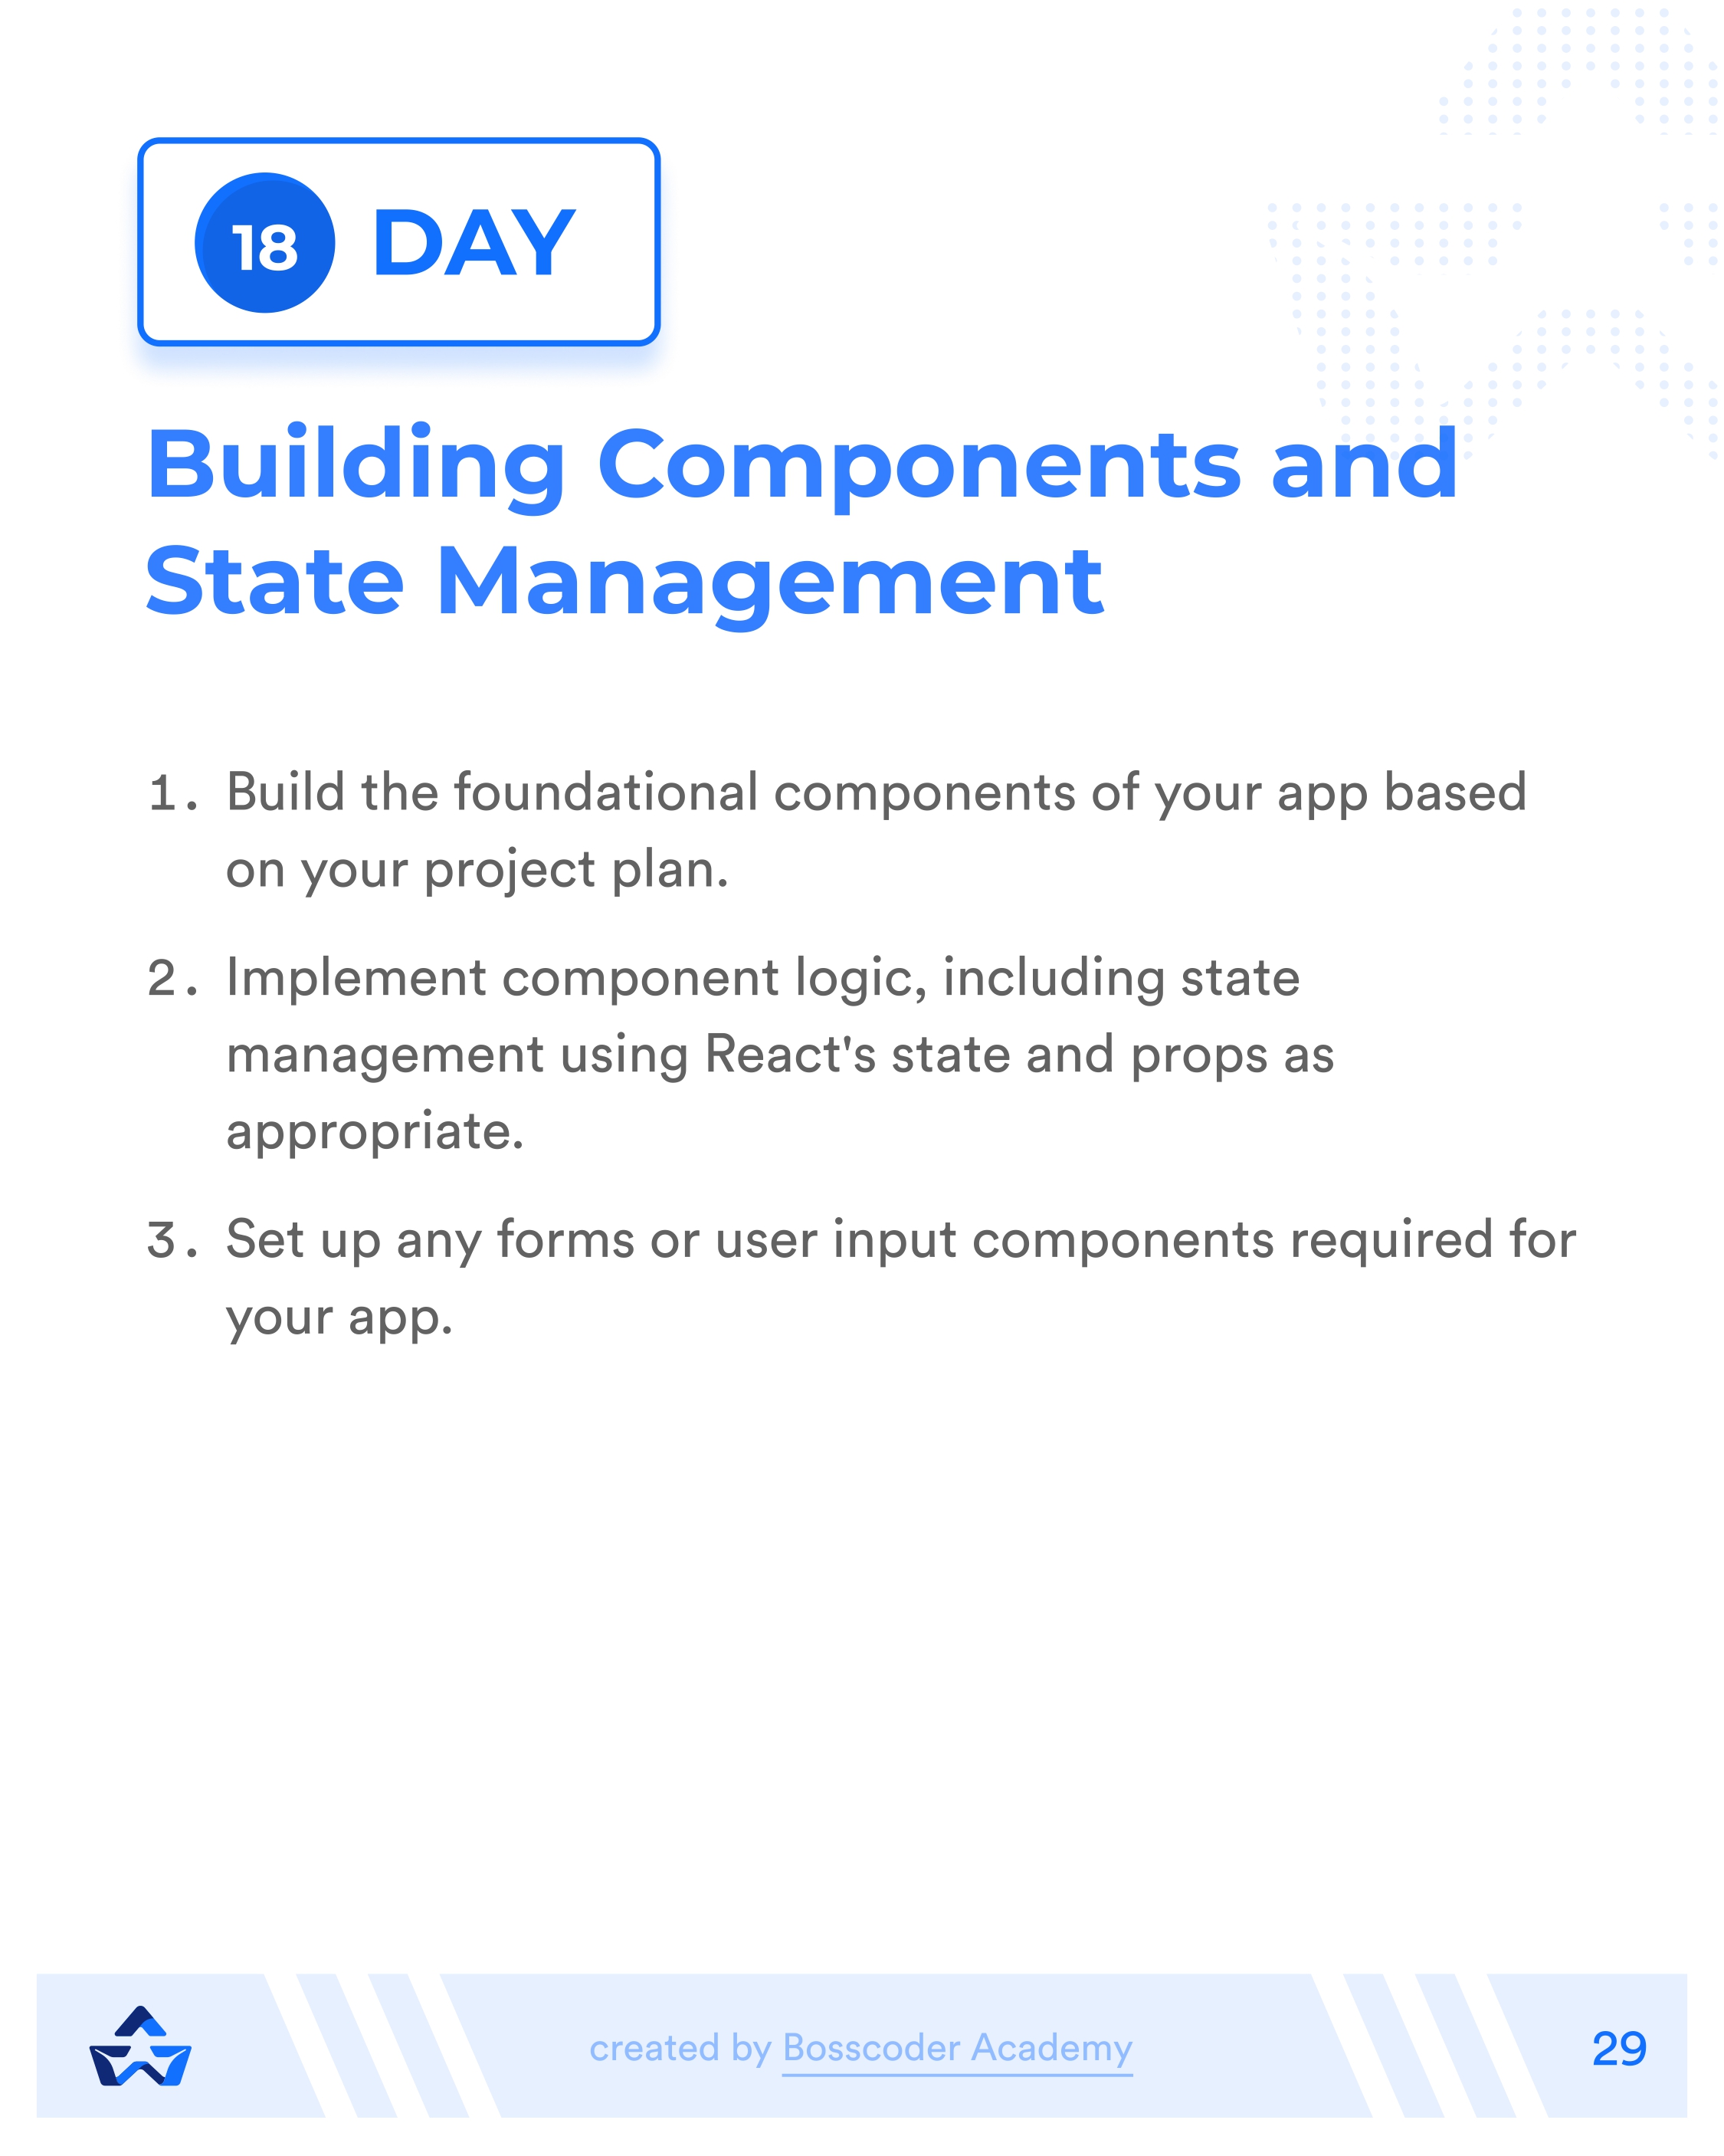 18 DAY
Building Components and
State Management
1. Build the foundational components of your app based
on your project plan.
2. Implement component logic, including state
management using React's state and props as
appropriate.
3. Set up any forms or user input components required for
your app.
created by Bosscoder Academy
29